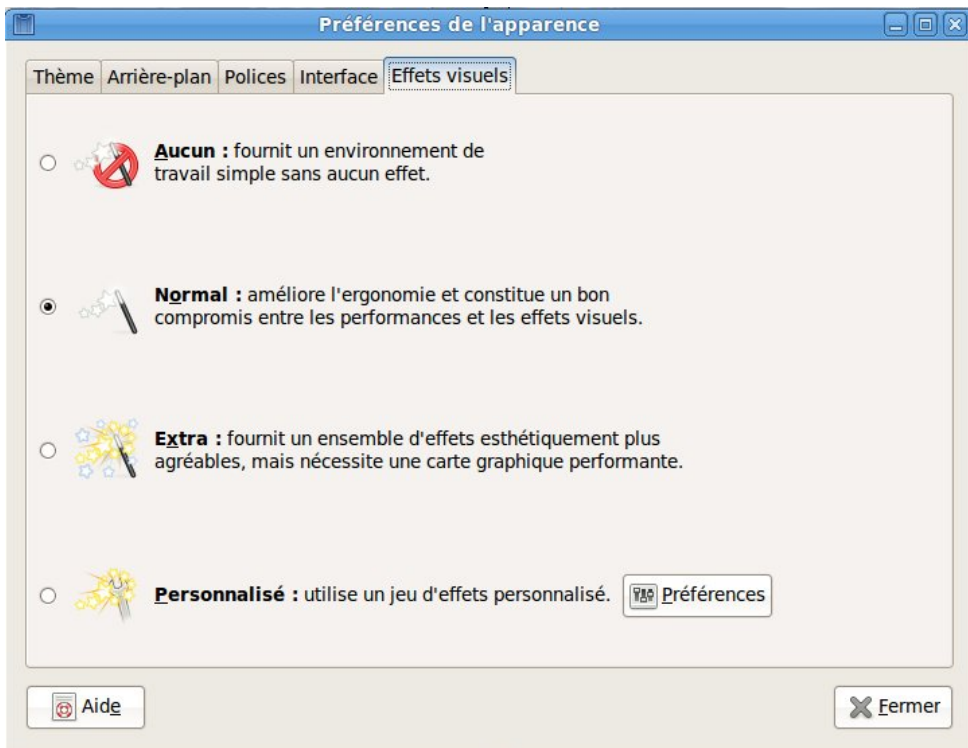 Préférences de l'apparence
Thème Arrière-plan Polices Interface Effets visuels
Aucun : fournit un environnement de
travail simple sans aucun effet.
Normal : améliore l'ergonomie et constitue un bon
compromis entre les performances et les effets visuels.
Extra : fournit un ensemble d'effets esthétiquement plus
agréables, mais nécessite une carte graphique performante.
Personnalisé : utilise un jeu d'effets personnalisé. Préférences
Aide Fermer